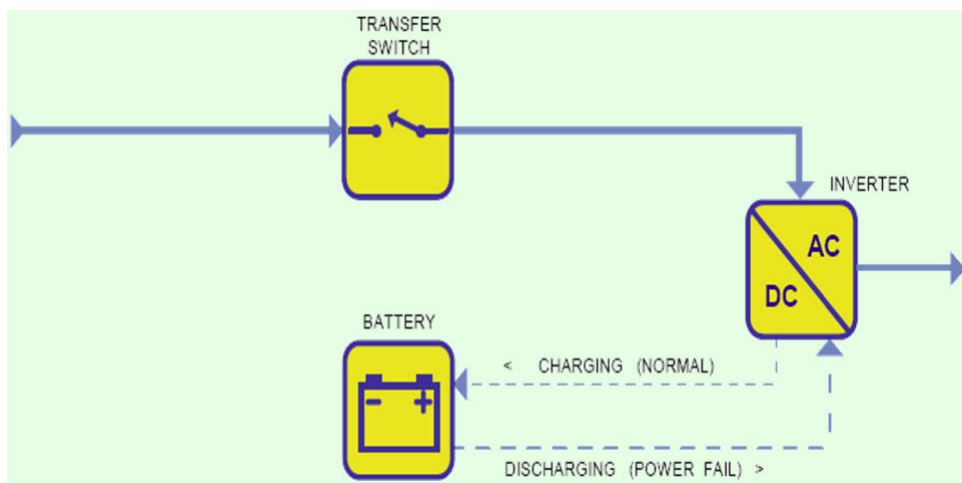 TRANSFER
SWITCH
INVERTER
AC
DC
BATTERY
< CHARGING (NORMAL)
- +
DISCHARGING (POWER FAIL) >